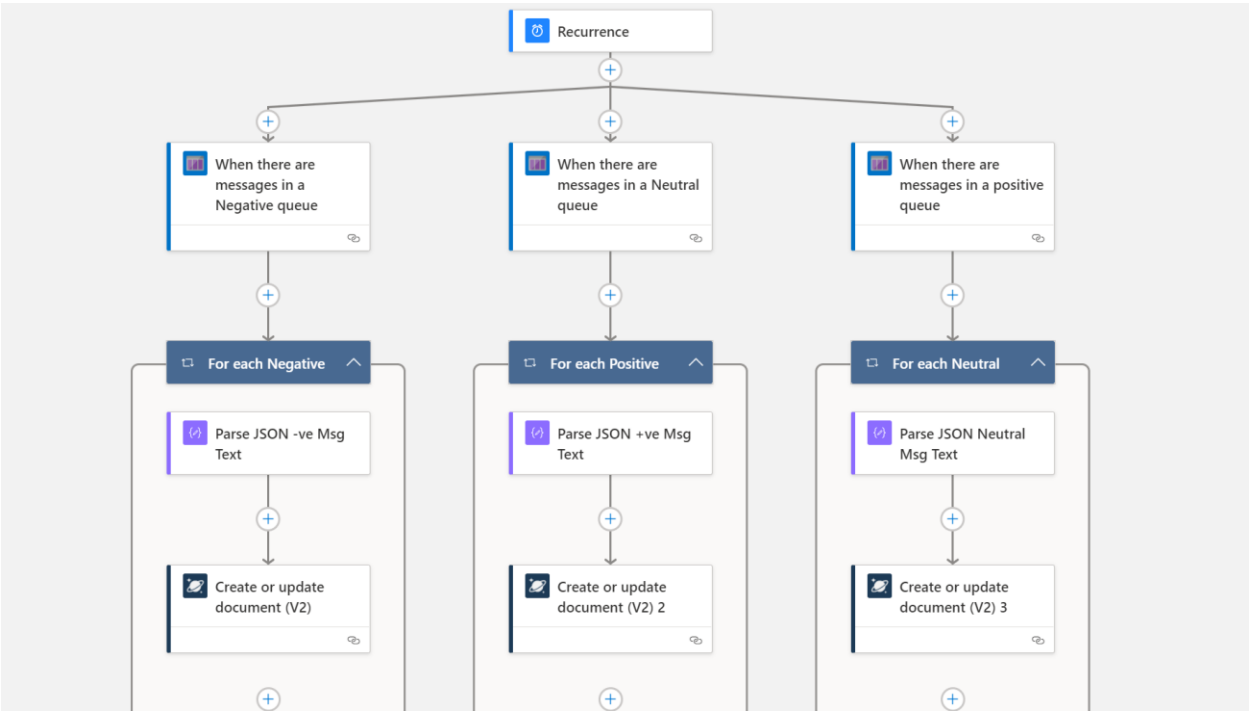 Recurrence
When there are
messages in a
Negative queue
When there are
messages in a Neutral
queue
When there are
messages in a positive
queue
For each Negative
For each Positive
For each Neutral
Parse JSON -ve Msg
Text
Parse JSON +ve Msg
Text
Parse JSON Neutral
Msg Text
Create or update
document (V2)
Create or update
document (V2) 2
Create or update
document (V2) 3